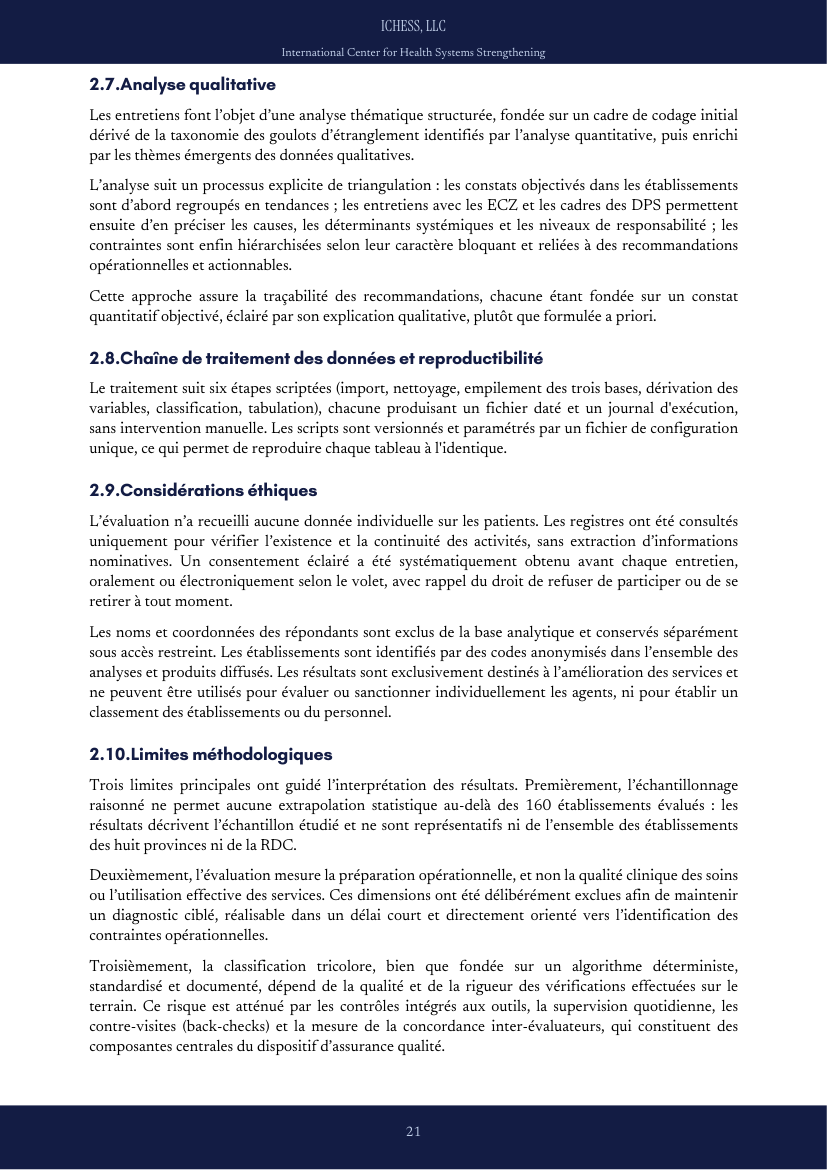 ICHESS, LLC
International Center for Health Systems Strengthening
2.7.Analyse qualitative
Les entretiens font l’objet d’une analyse thématique structurée, fondée sur un cadre de codage initial
dérivé de la taxonomie des goulots d’étranglement identifiés par l’analyse quantitative, puis enrichi
par les thèmes émergents des données qualitatives.
L’analyse suit un processus explicite de triangulation : les constats objectivés dans les établissements
sont d’abord regroupés en tendances ; les entretiens avec les ECZ et les cadres des DPS permettent
ensuite d’en préciser les causes, les déterminants systémiques et les niveaux de responsabilité ; les
contraintes sont enfin hiérarchisées selon leur caractère bloquant et reliées à des recommandations
opérationnelles et actionnables.
Cette approche assure la traçabilité des recommandations, chacune étant fondée sur un constat
quantitatif objectivé, éclairé par son explication qualitative, plutôt que formulée a priori.
2.8.Chaîne de traitement des données et reproductibilité
Le traitement suit six étapes scriptées (import, nettoyage, empilement des trois bases, dérivation des
variables, classification, tabulation), chacune produisant un fichier daté et un journal d'exécution,
sans intervention manuelle. Les scripts sont versionnés et paramétrés par un fichier de configuration
unique, ce qui permet de reproduire chaque tableau à l'identique.
2.9.Considérations éthiques
L’évaluation n’a recueilli aucune donnée individuelle sur les patients. Les registres ont été consultés
uniquement pour vérifier l’existence et la continuité des activités, sans extraction d’informations
nominatives. Un consentement éclairé a été systématiquement obtenu avant chaque entretien,
oralement ou électroniquement selon le volet, avec rappel du droit de refuser de participer ou de se
retirer à tout moment.
Les noms et coordonnées des répondants sont exclus de la base analytique et conservés séparément
sous accès restreint. Les établissements sont identifiés par des codes anonymisés dans l’ensemble des
analyses et produits diffusés. Les résultats sont exclusivement destinés à l’amélioration des services et
ne peuvent être utilisés pour évaluer ou sanctionner individuellement les agents, ni pour établir un
classement des établissements ou du personnel.
2.10.Limites méthodologiques
Trois limites principales ont guidé l’interprétation des résultats. Premièrement, l’échantillonnage
raisonné ne permet aucune extrapolation statistique au-delà des 160 établissements évalués : les
résultats décrivent l’échantillon étudié et ne sont représentatifs ni de l’ensemble des établissements
des huit provinces ni de la RDC.
Deuxièmement, l’évaluation mesure la préparation opérationnelle, et non la qualité clinique des soins
ou l’utilisation effective des services. Ces dimensions ont été délibérément exclues afin de maintenir
un diagnostic ciblé, réalisable dans un délai court et directement orienté vers l’identification des
contraintes opérationnelles.
Troisièmement, la classification tricolore, bien que fondée sur un algorithme déterministe,
standardisé et documenté, dépend de la qualité et de la rigueur des vérifications effectuées sur le
terrain. Ce risque est atténué par les contrôles intégrés aux outils, la supervision quotidienne, les
contre-visites (back-checks) et la mesure de la concordance inter-évaluateurs, qui constituent des
composantes centrales du dispositif d’assurance qualité.
21